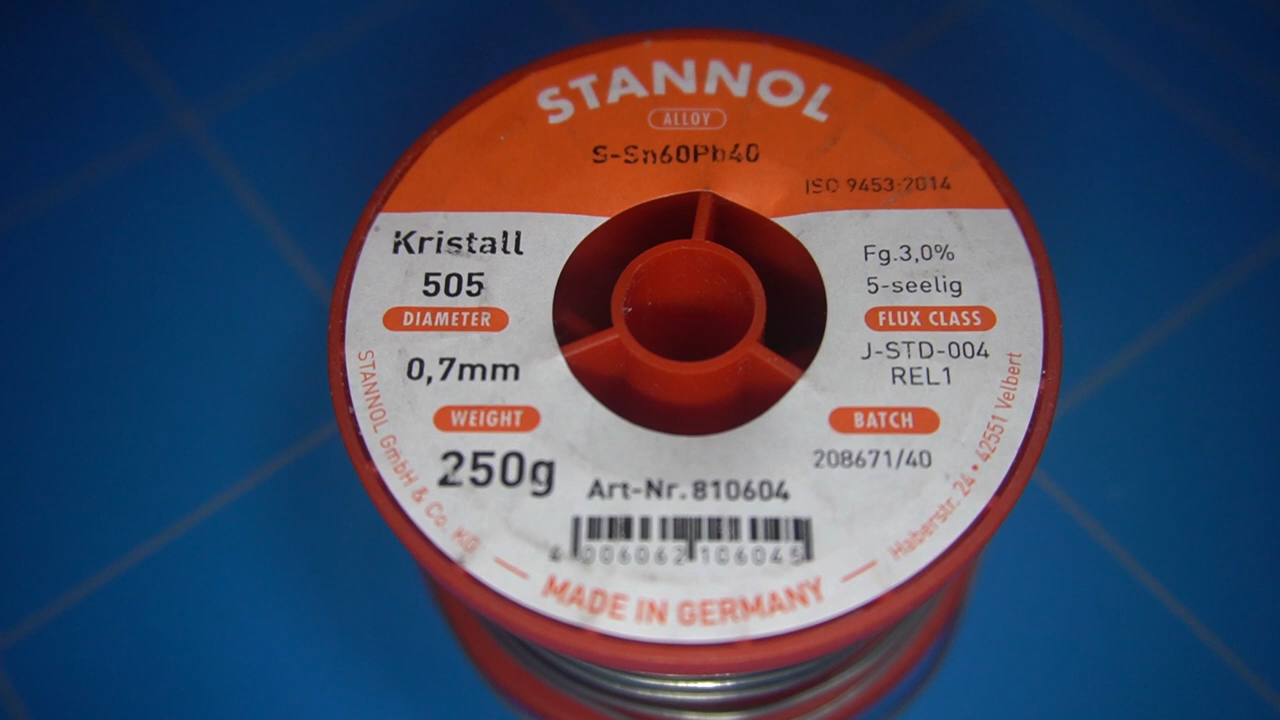 STANNOL
ALLOY
S-Sn60Pb40
ISO 9453:2014
Kristall
505
DIAMETER
0,7mm
WEIGHT
250g
Fg.3,0%
5-seelig
FLUX CLASS
J-STD-004
REL1
BATCH
208671/40
Art-Nr.810604
4 006062 106045
STANNOL GmbH & Co. KG
MADE IN GERMANY
Haberstr. 24 • 42551 Velbert